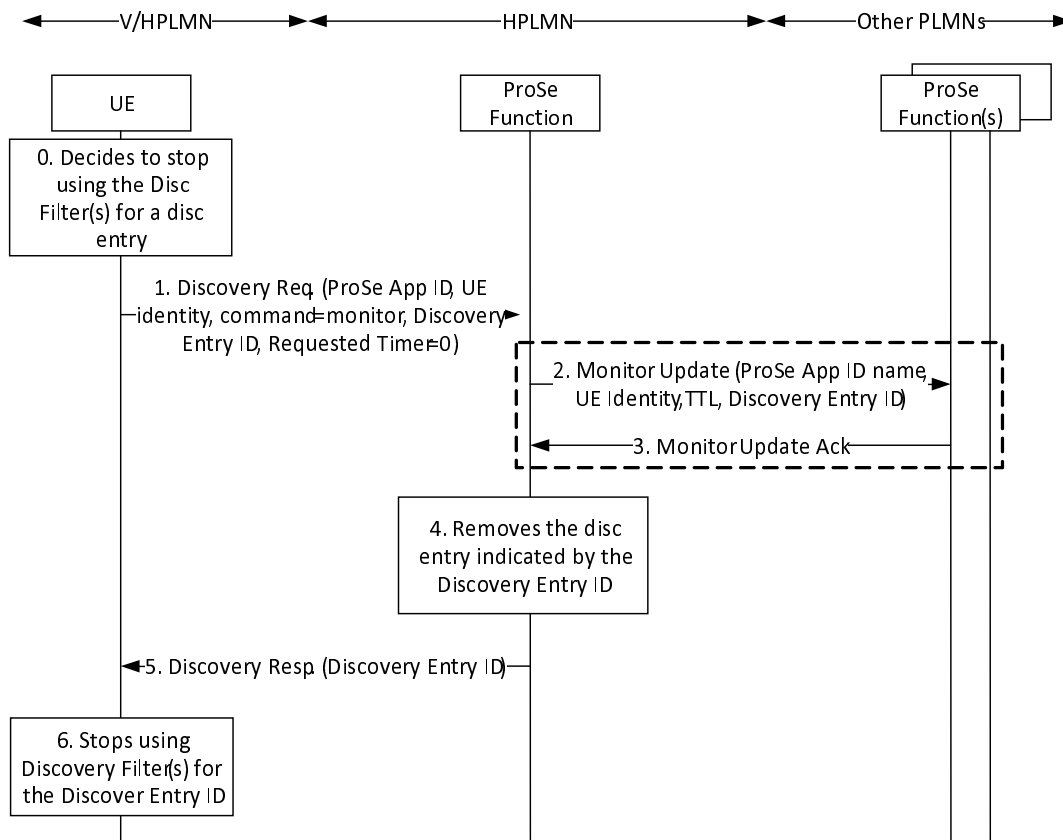 V/HPLMN
HPLMN
Other PLMNs
UE
ProSe
Function
ProSe
Function(s)
0. Decides to stop
using the Disc
Filter(s) for a disc
entry
1. Discovery Req. (ProSe App ID, UE
identity, command=monitor, Discovery
Entry ID, Requested Timer=0)
2. Monitor Update (ProSe App ID name,
UE Identity,TTL, Discovery Entry ID)
3. Monitor Update Ack
4. Removes the disc
entry indicated by the
Discovery Entry ID
5. Discovery Resp. (Discovery Entry ID)
6. Stops using
Discovery Filter(s) for
the Discover Entry ID